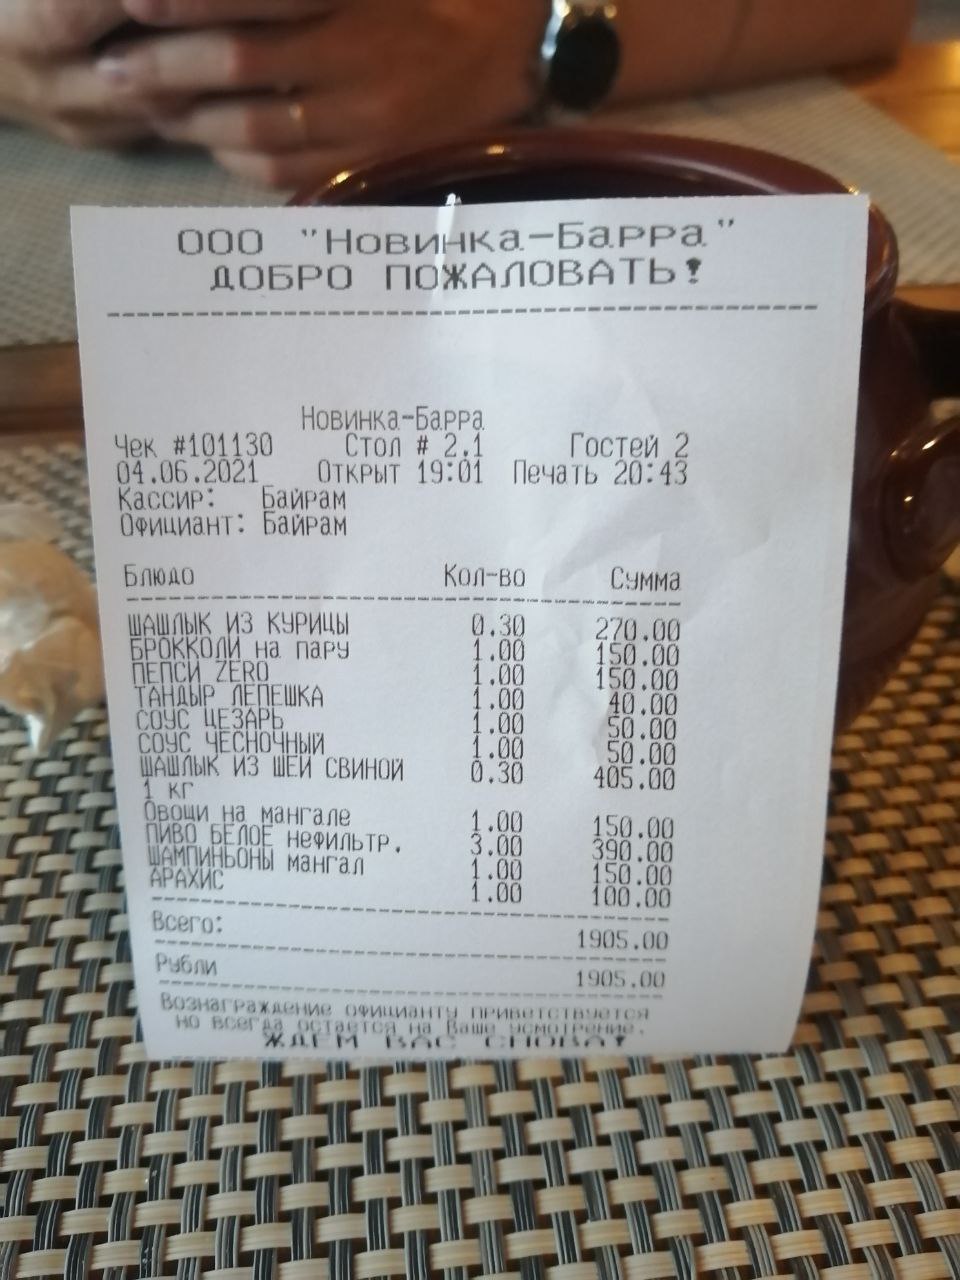 ООО "Новинка-Барра"
ДОБРО ПОЖАЛОВАТЬ!
Новинка-Барра
Чек #101130 Стол # 2.1 Гостей 2
04.06.2021 Открыт 19:01 Печать 20:43
Кассир: Байрам
Официант: Байрам
Блюдо Кол-во Сумма
ШАШЛЫК ИЗ КУРИЦЫ 0.30 270.00
БРОККОЛИ на пару 1.00 150.00
ПЕПСИ ZERO 1.00 150.00
ТАНДЫР ЛЕПЕШКА 1.00 40.00
СОУС ЦЕЗАРЬ 1.00 50.00
СОУС ЧЕСНОЧНЫЙ 1.00 50.00
ШАШЛЫК ИЗ ШЕИ СВИНОЙ 0.30 405.00
1 кг
Овощи на мангале 1.00 150.00
ПИВО БЕЛОЕ нефильтр. 3.00 390.00
ШАМПИНЬОНЫ мангал 1.00 150.00
АРАХИС 1.00 100.00
Всего: 1905.00
Рубли 1905.00
Вознаграждение официанту приветствуется
но всегда остается на Ваше усмотрение.
ЖДЕМ ВАС СНОВА!